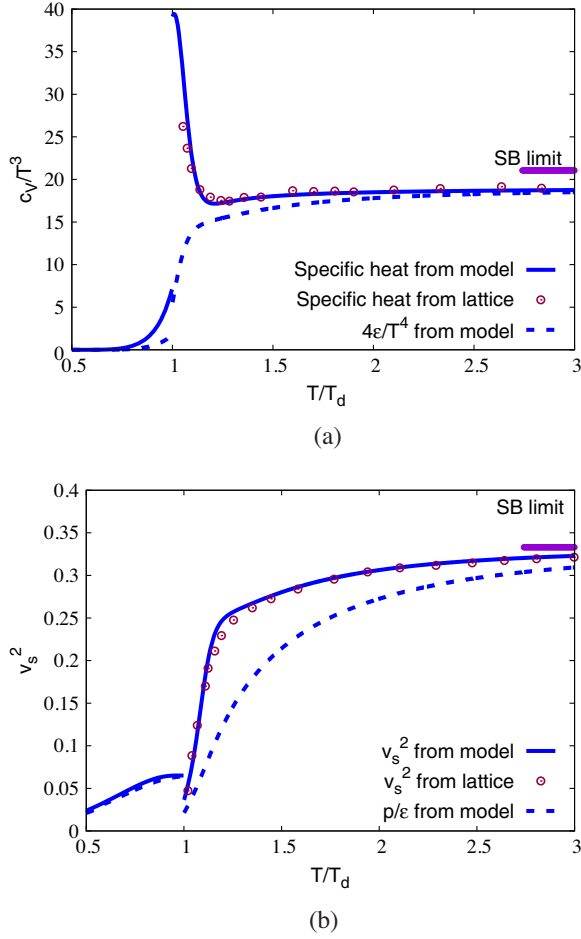 40
35
30
25
20
15
10
5
0
c_V/T^3
SB limit
Specific heat from model
Specific heat from lattice
4ε/T^4 from model
0.5 1 1.5 2 2.5 3
T/T_d
(a)
0.4
0.35
0.3
0.25
0.2
0.15
0.1
0.05
0
v_s^2
SB limit
v_s^2 from model
v_s^2 from lattice
p/ε from model
0.5 1 1.5 2 2.5 3
T/T_d
(b)